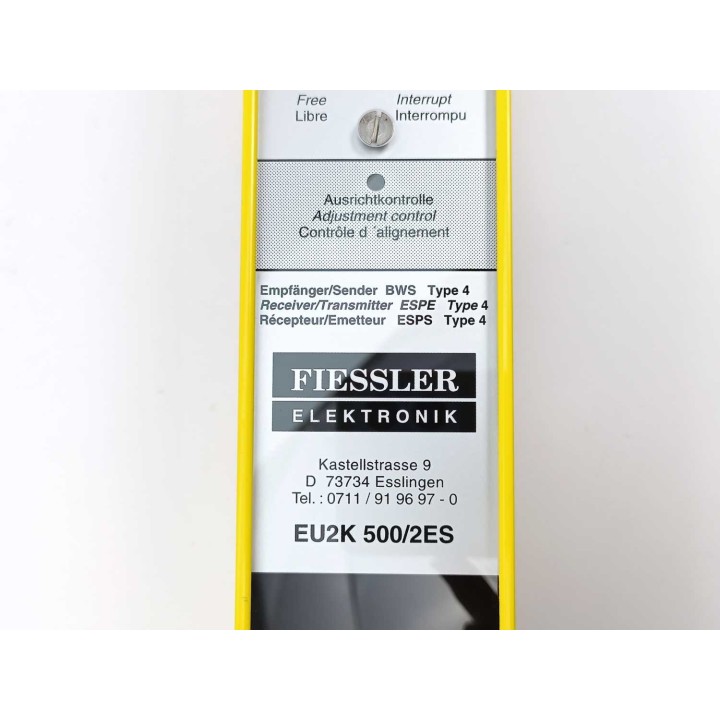 Free Interrupt
Libre Interrompu
Ausrichtkontrolle
Adjustment control
Contrôle d ´alignement
Empfänger/Sender BWS Type 4
Receiver/Transmitter ESPE Type 4
Récepteur/Emetteur ESPS Type 4
FIESSLER
ELEKTRONIK
Kastellstrasse 9
D 73734 Esslingen
Tel. : 0711 / 91 96 97 - 0
EU2K 500/2ES